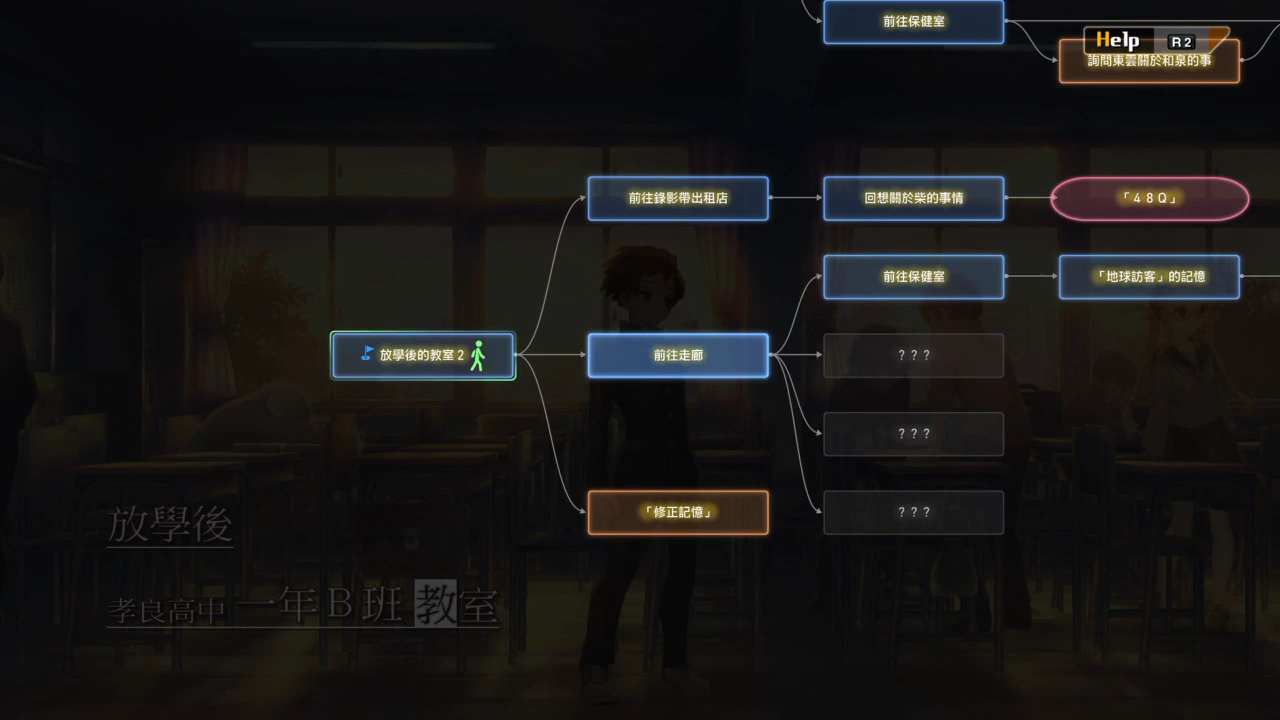 前往保健室
Help R2
詢問東雲關於和泉的事
前往錄影帶出租店
回想關於柴的事情
「48Q」
前往保健室
「地球訪客」的記憶
放學後的教室2
前往走廊
???
???
「修正記憶」
???
放學後
孝良高中一年B班教室